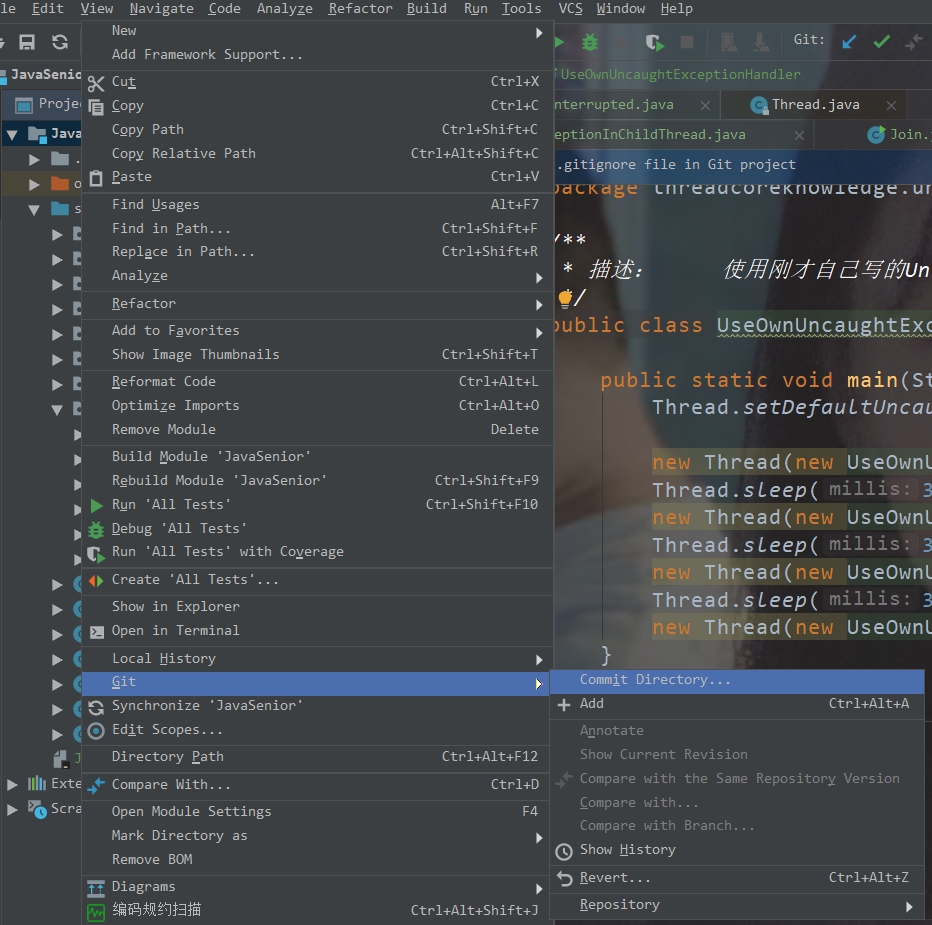 le Edit View Navigate Code Analyze Refactor Build Run Tools VCS Window Help
Git:
JavaSenio
UseOwnUncaughtExceptionHandler
Proje
nterrupted.java
Thread.java
Java
eptionInChildThread.java
Join.
.gitignore file in Git project
package threadcoreknowledge.un
/**
* 描述: 使用刚才自己写的Un
*/
public class UseOwnUncaughtExc
public static void main(St
Thread.setDefaultUncau
new Thread(new UseOwnU
Thread.sleep( millis: 3
new Thread(new UseOwnU
Thread.sleep( millis: 3
new Thread(new UseOwnU
Thread.sleep( millis: 3
new Thread(new UseOwnU
}
Exte
Scra
New
Add Framework Support...
Cut Ctrl+X
Copy Ctrl+C
Copy Path Ctrl+Shift+C
Copy Relative Path Ctrl+Alt+Shift+C
Paste Ctrl+V
Find Usages Alt+F7
Find in Path... Ctrl+Shift+F
Replace in Path... Ctrl+Shift+R
Analyze
Refactor
Add to Favorites
Show Image Thumbnails Ctrl+Shift+T
Reformat Code Ctrl+Alt+L
Optimize Imports Ctrl+Alt+O
Remove Module Delete
Build Module 'JavaSenior'
Rebuild Module 'JavaSenior' Ctrl+Shift+F9
Run 'All Tests' Ctrl+Shift+F10
Debug 'All Tests'
Run 'All Tests' with Coverage
Create 'All Tests'...
Show in Explorer
Open in Terminal
Local History
Git
Synchronize 'JavaSenior'
Edit Scopes...
Directory Path Ctrl+Alt+F12
Compare With... Ctrl+D
Open Module Settings F4
Mark Directory as
Remove BOM
Diagrams
编码规约扫描 Ctrl+Alt+Shift+J
Commit Directory...
Add Ctrl+Alt+A
Annotate
Show Current Revision
Compare with the Same Repository Version
Compare with...
Compare with Branch...
Show History
Revert... Ctrl+Alt+Z
Repository